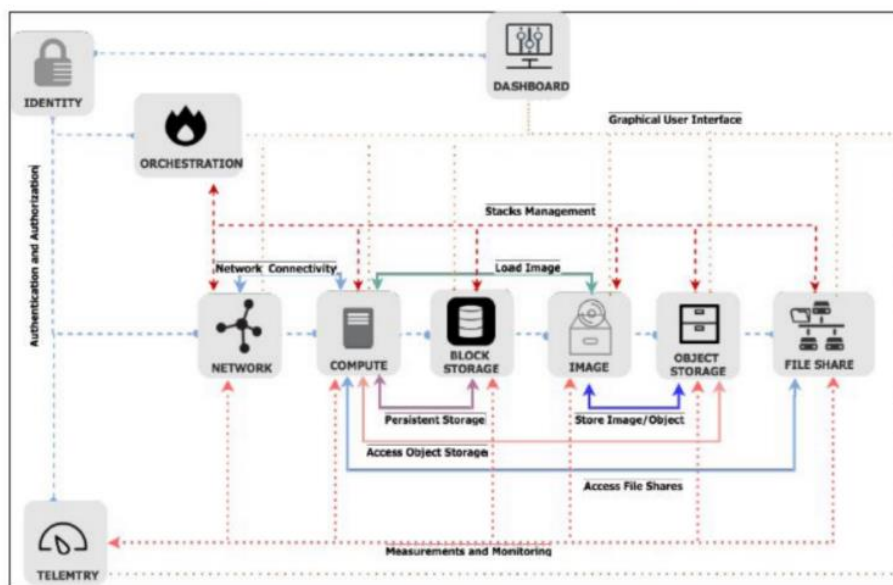 DASHBOARD
IDENTITY
Graphical User Interface
ORCHESTRATION
Authentication and Authorization
Stacks Management
Network Connectivity
Load Image
NETWORK
COMPUTE
BLOCK
STORAGE
IMAGE
OBJECT
STORAGE
FILE SHARE
Persistent Storage
Store Image/Object
Access Object Storage
Access File Shares
Measurements and Monitoring
TELEMTRY